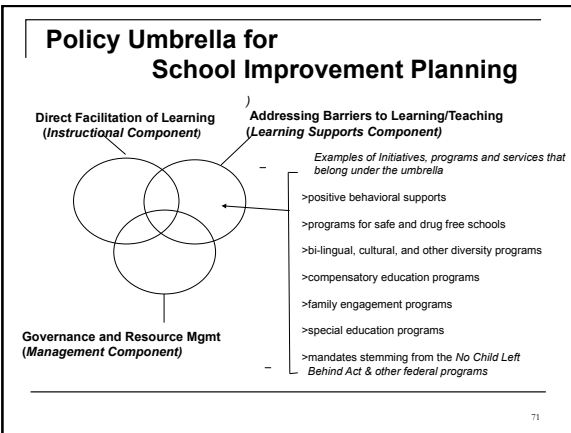 Policy Umbrella for
School Improvement Planning
)
Direct Facilitation of Learning
(Instructional Component)
Addressing Barriers to Learning/Teaching
(Learning Supports Component)
Examples of Initiatives, programs and services that
belong under the umbrella
>positive behavioral supports
>programs for safe and drug free schools
>bi-lingual, cultural, and other diversity programs
>compensatory education programs
>family engagement programs
>special education programs
>mandates stemming from the No Child Left
Behind Act & other federal programs
Governance and Resource Mgmt
(Management Component)
71